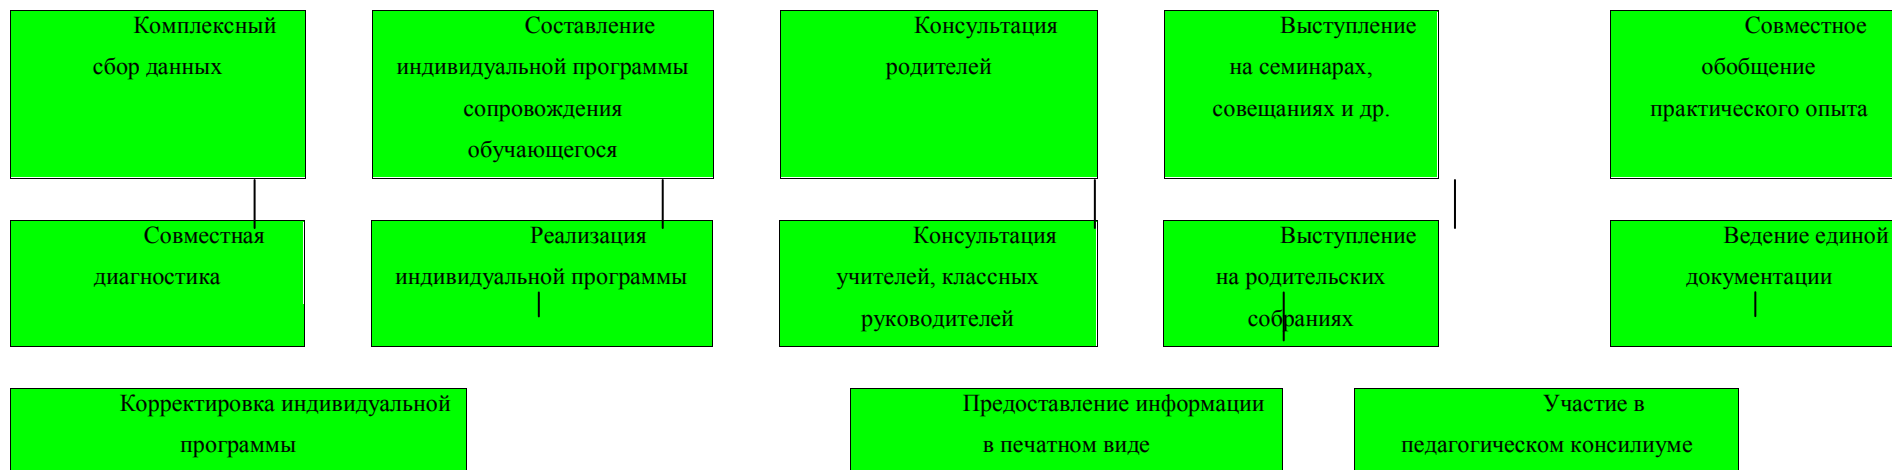 Комплексный
сбор данных
Составление
индивидуальной программы
сопровождения
обучающегося
Консультация
родителей
Выступление
на семинарах,
совещаниях и др.
Совместное
обобщение
практического опыта
Совместная
диагностика
Реализация
индивидуальной программы
Консультация
учителей, классных
руководителей
Выступление
на родительских
собраниях
Ведение единой
документации
Корректировка индивидуальной
программы
Предоставление информации
в печатном виде
Участие в
педагогическом консилиуме